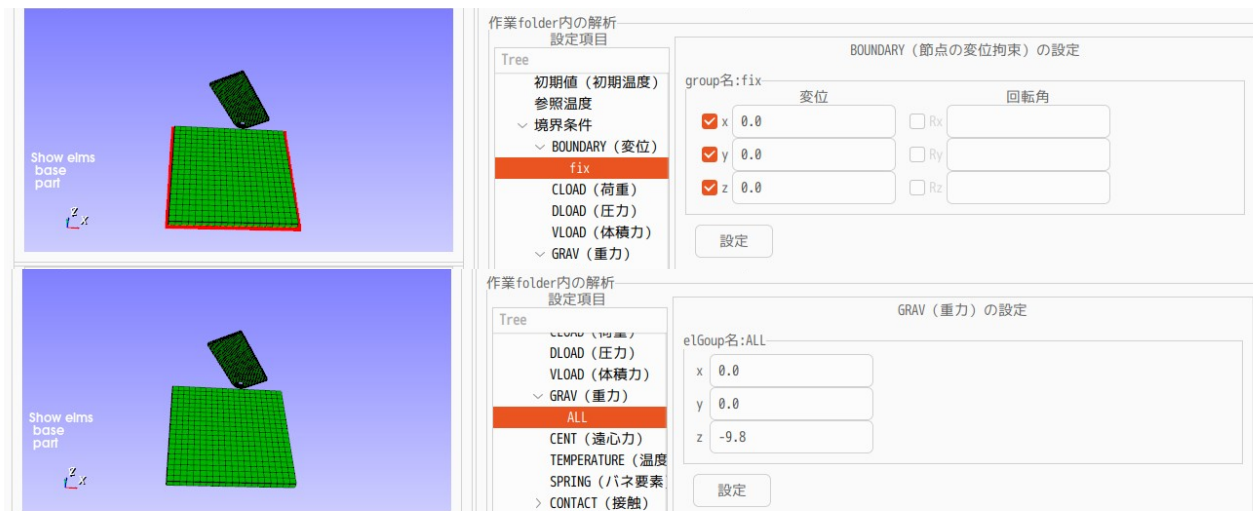 作業folder内の解析
設定項目
Tree
初期値（初期温度）
参照温度
境界条件
BOUNDARY（変位）
fix
CLOAD（荷重）
DLOAD（圧力）
VLOAD（体積力）
GRAV（重力）
BOUNDARY（節点の変位拘束）の設定
group名:fix
変位 回転角
x 0.0 Rx
y 0.0 Ry
z 0.0 Rz
設定
Show elms
base
part
z x
作業folder内の解析
設定項目
Tree
CLOAD（荷重）
DLOAD（圧力）
VLOAD（体積力）
GRAV（重力）
ALL
CENT（遠心力）
TEMPERATURE（温度
SPRING（バネ要素
CONTACT（接触）
GRAV（重力）の設定
elGoup名:ALL
x 0.0
y 0.0
z -9.8
設定
Show elms
base
part
z x